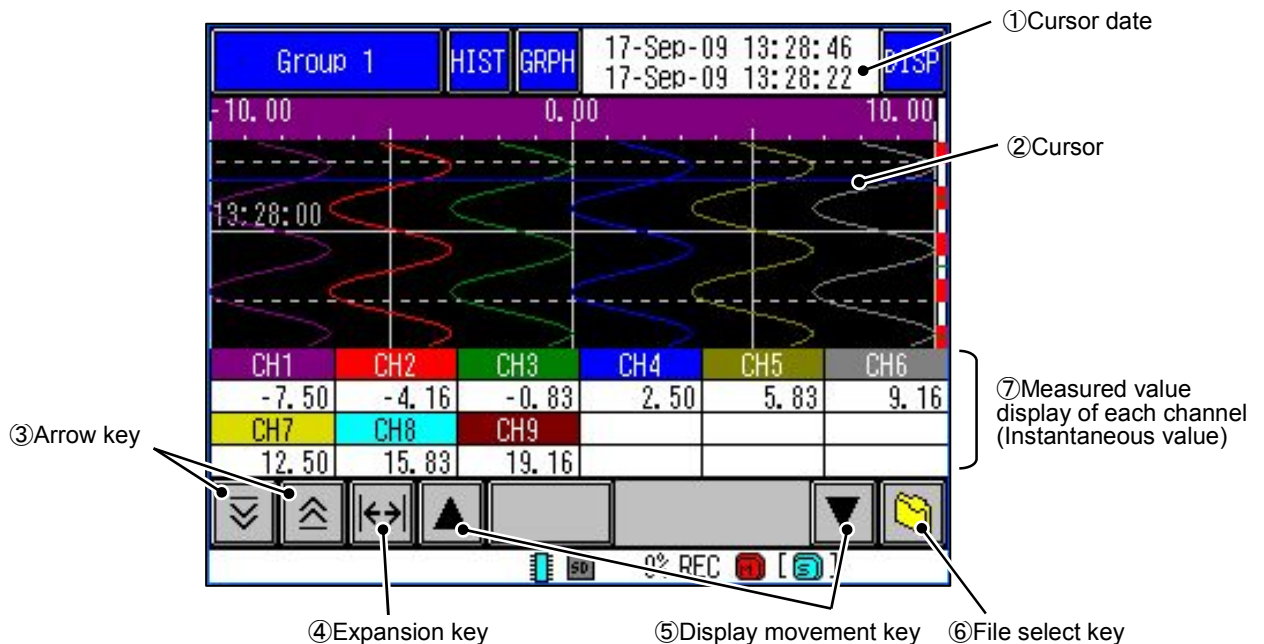 ①Cursor date
Group 1 HIST GRPH 17-Sep-09 13:28:46 DISP
17-Sep-09 13:28:22
-10.00 0.00 10.00
②Cursor
13:28:00
CH1 CH2 CH3 CH4 CH5 CH6
-7.50 -4.16 -0.83 2.50 5.83 9.16
CH7 CH8 CH9
12.50 15.83 19.16
⑦Measured value
display of each channel
(Instantaneous value)
③Arrow key
SD 0% REC M [S]
④Expansion key ⑤Display movement key ⑥File select key